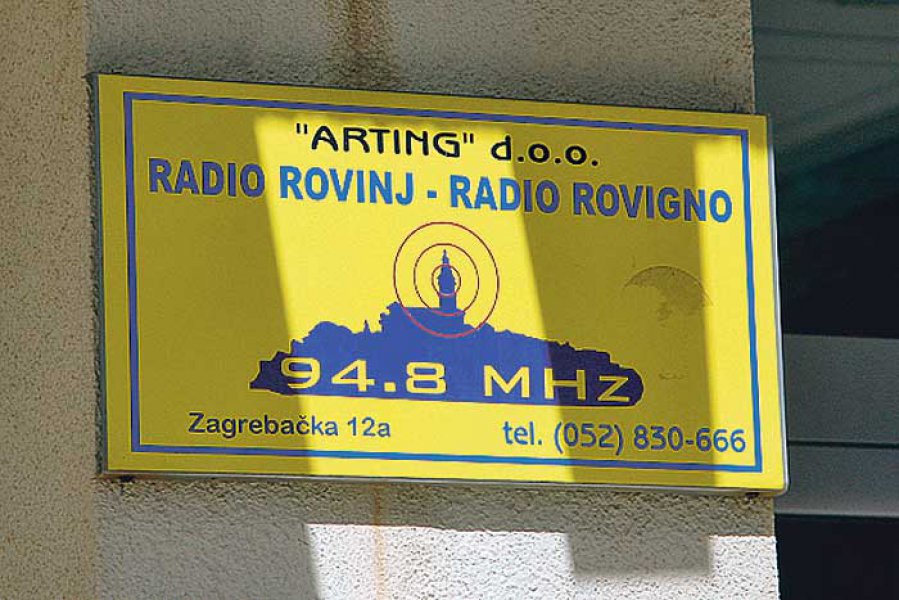 "ARTING" d.o.o.
RADIO ROVINJ - RADIO ROVIGNO
94.8 MHz
Zagrebačka 12a tel. (052) 830-666